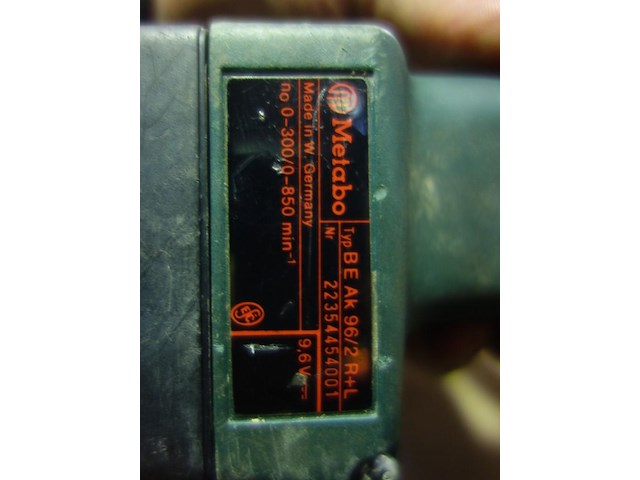 Metabo
Typ BE Ak 96/2 R+L
Nr 22354454001
Made in W. Germany
no 0-300/0-850 min⁻¹
9,6V⎓